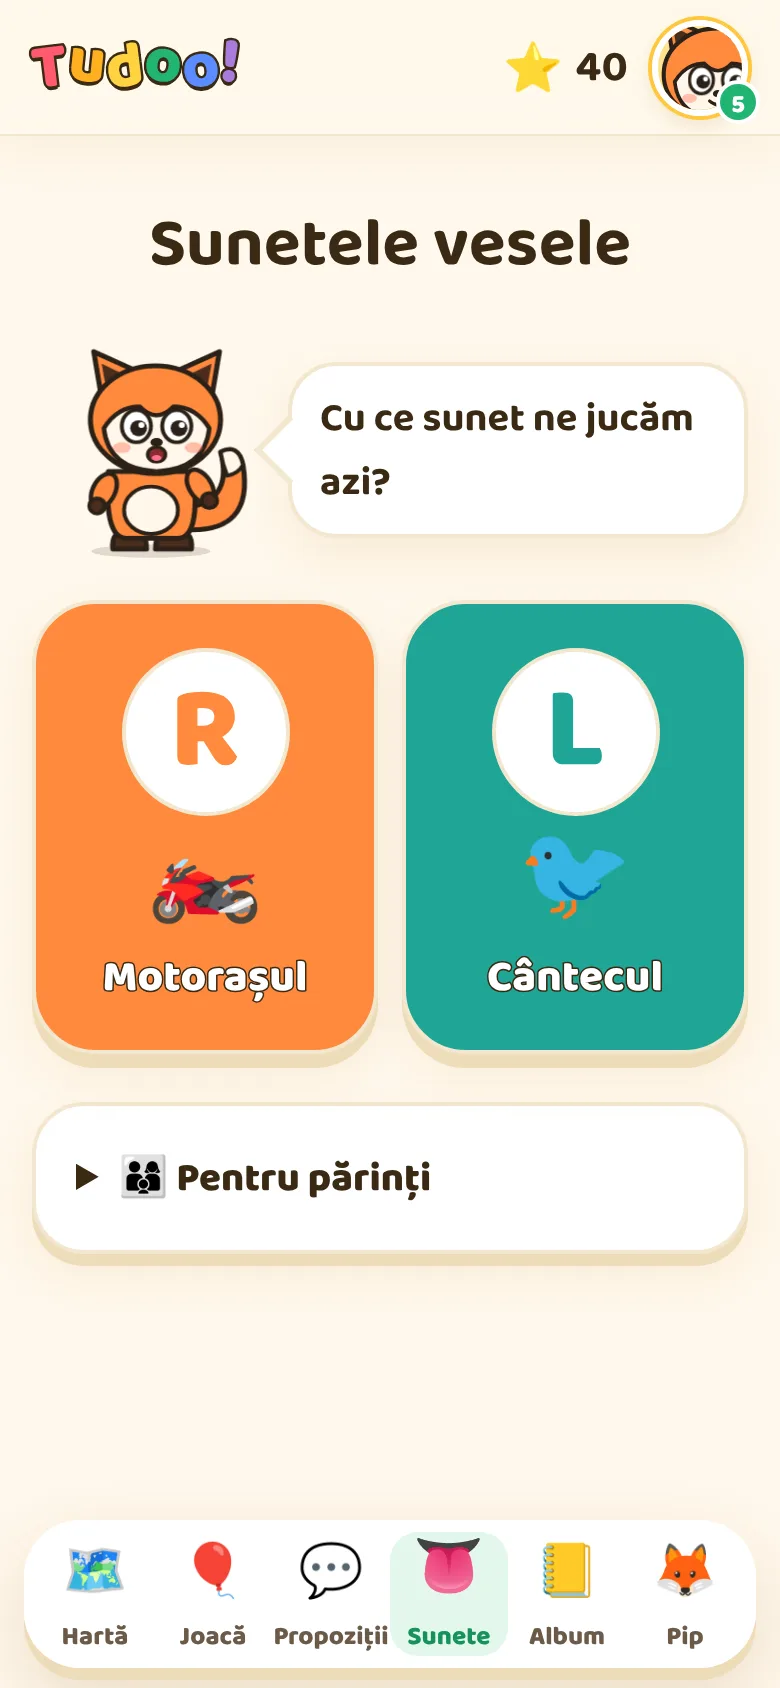 Tudoo!
40
5
Sunetele vesele
Cu ce sunet ne jucăm
azi?
R
L
Motorașul
Cântecul
Pentru părinți
Hartă
Joacă
Propoziții
Sunete
Album
Pip